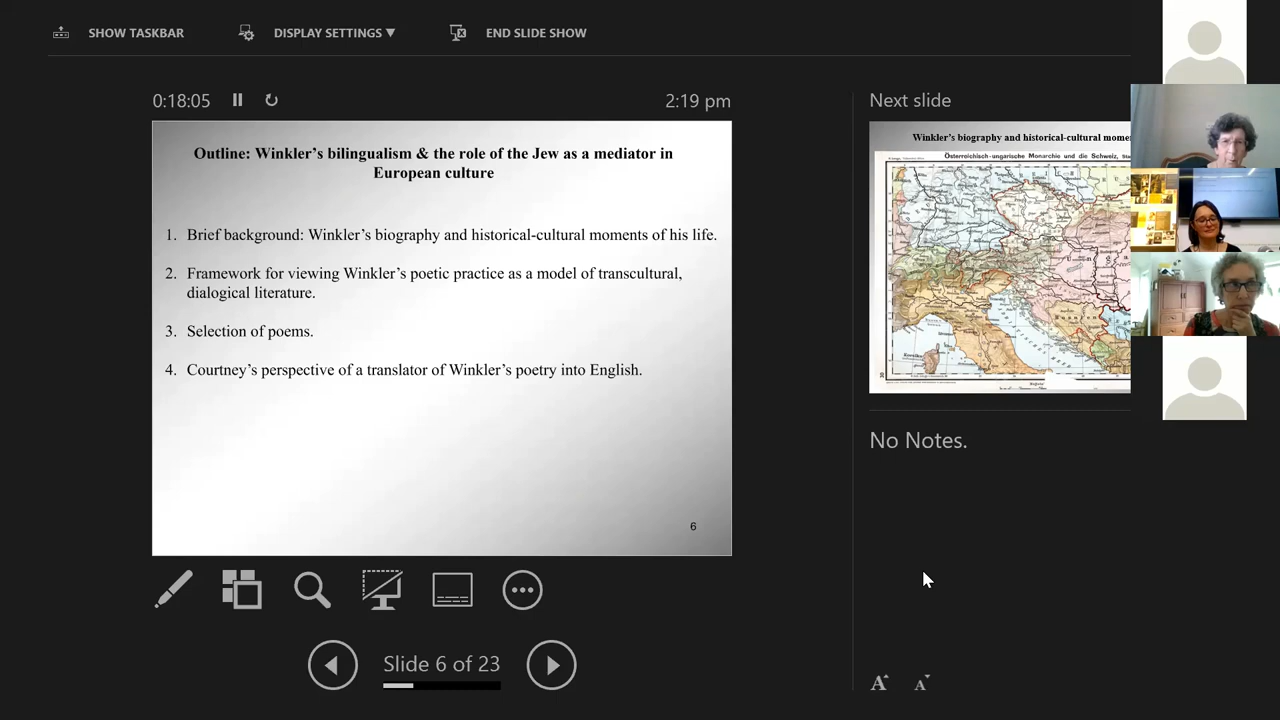 SHOW TASKBAR
DISPLAY SETTINGS ▼
END SLIDE SHOW
0:18:05
2:19 pm
Outline: Winkler's bilingualism & the role of the Jew as a mediator in
European culture
1. Brief background: Winkler's biography and historical-cultural moments of his life.
2. Framework for viewing Winkler's poetic practice as a model of transcultural,
dialogical literature.
3. Selection of poems.
4. Courtney's perspective of a translator of Winkler's poetry into English.
6
Slide 6 of 23
Next slide
Winkler's biography and historical-cultural
Österreichisch-ungarische Monarchie und die Schweiz,
No Notes.
A A